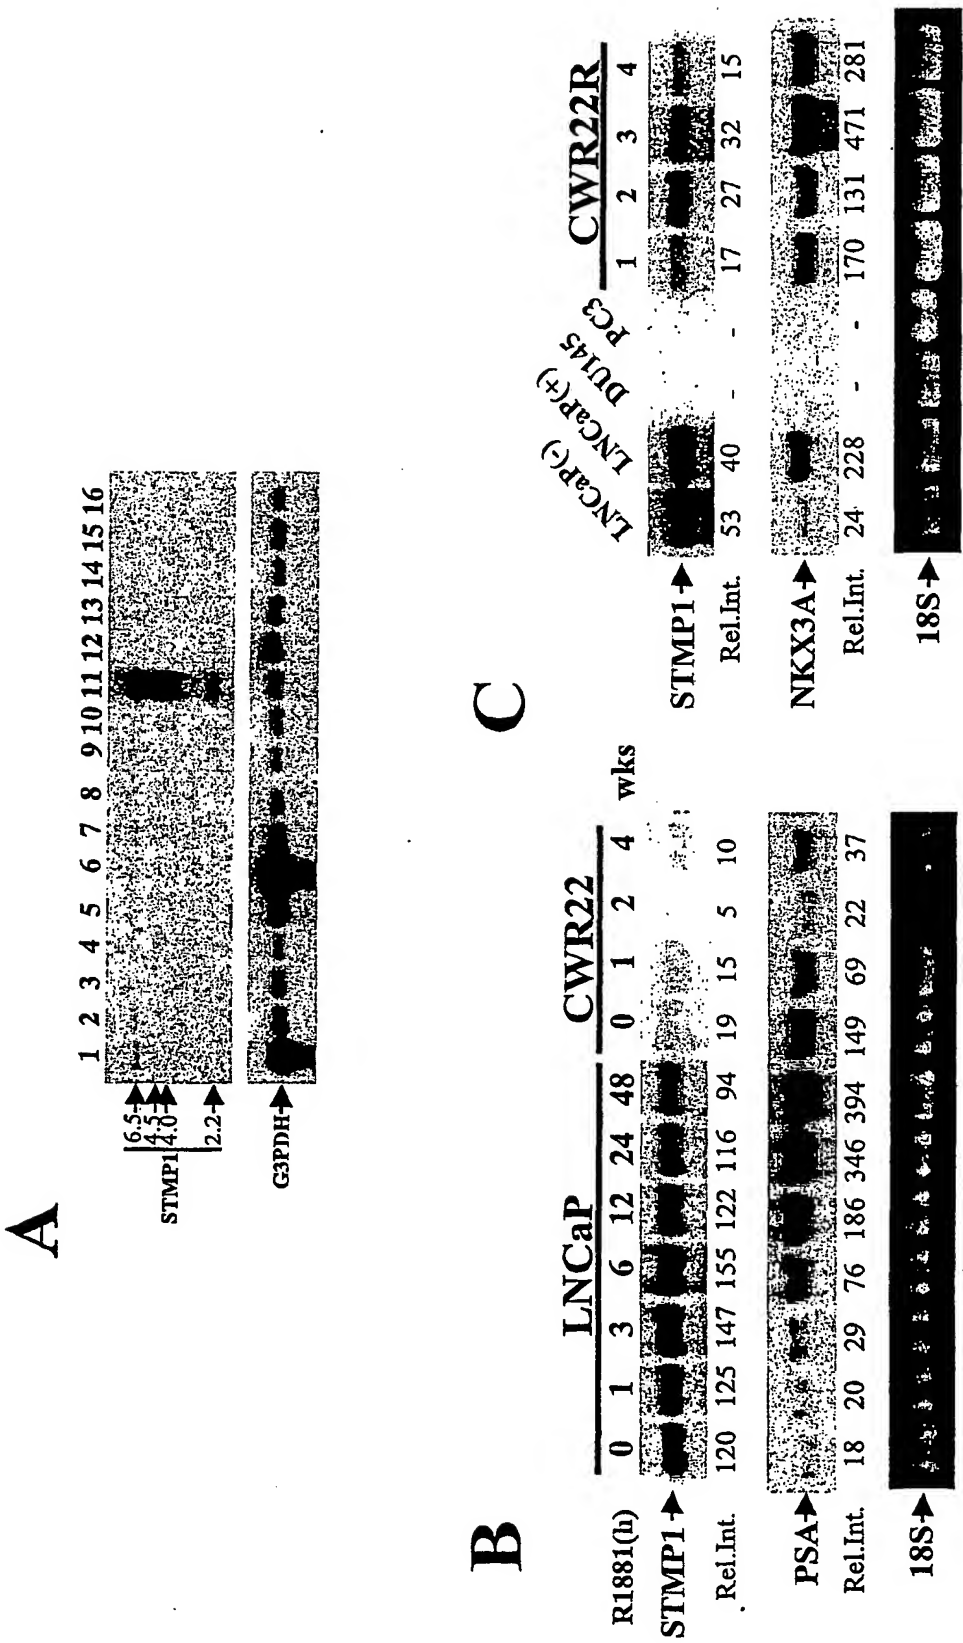 A
1 2 3 4 5 6 7 8 9 10 11 12 13 14 15 16
6.5
4.5
STMP1 4.0
2.2
G3PDH
B
LNCaP CWR22
R1881(h) 0 1 3 6 12 24 48 0 1 2 4 wks
STMP1
Rel.Int. 120 125 147 155 122 116 94 19 15 5 10
PSA
Rel.Int. 18 20 29 76 186 346 394 149 69 22 37
18S
C
CWR22R
LNCaP(-) LNCaP(+) DU145 PC3 1 2 3 4
STMP1
Rel.Int. 53 40 - - 17 27 32 15
NKX3A
Rel.Int. 24 228 - - 170 131 471 281
18S